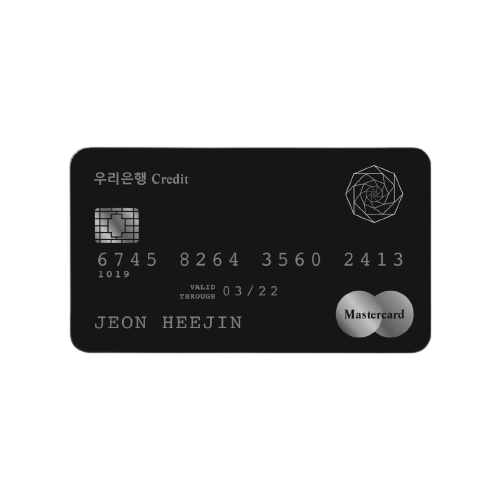 우리은행 Credit
6745 8264 3560 2413
1019
VALID
THROUGH 03/22
JEON HEEJIN
Mastercard